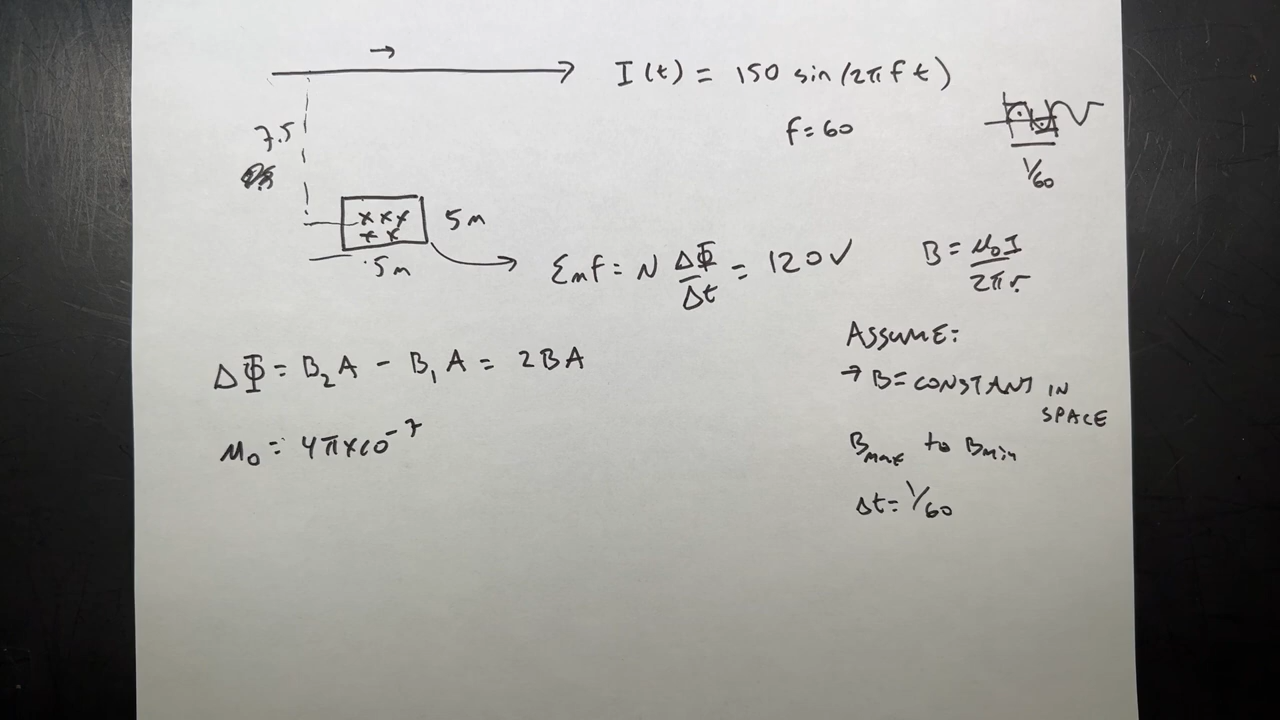 →
I(t) = 150 sin(2πft)
f=60
7.5
1/60
××× 
××
5m
.5m
Emf = N ΔΦ/Δt = 120V
B = μ₀I/2πr
ASSUME:
→ B=CONSTANT IN SPACE
ΔΦ = B₂A - B₁A = 2BA
Bmax to Bmin
μ₀ = 4π×10⁻⁷
Δt=1/60